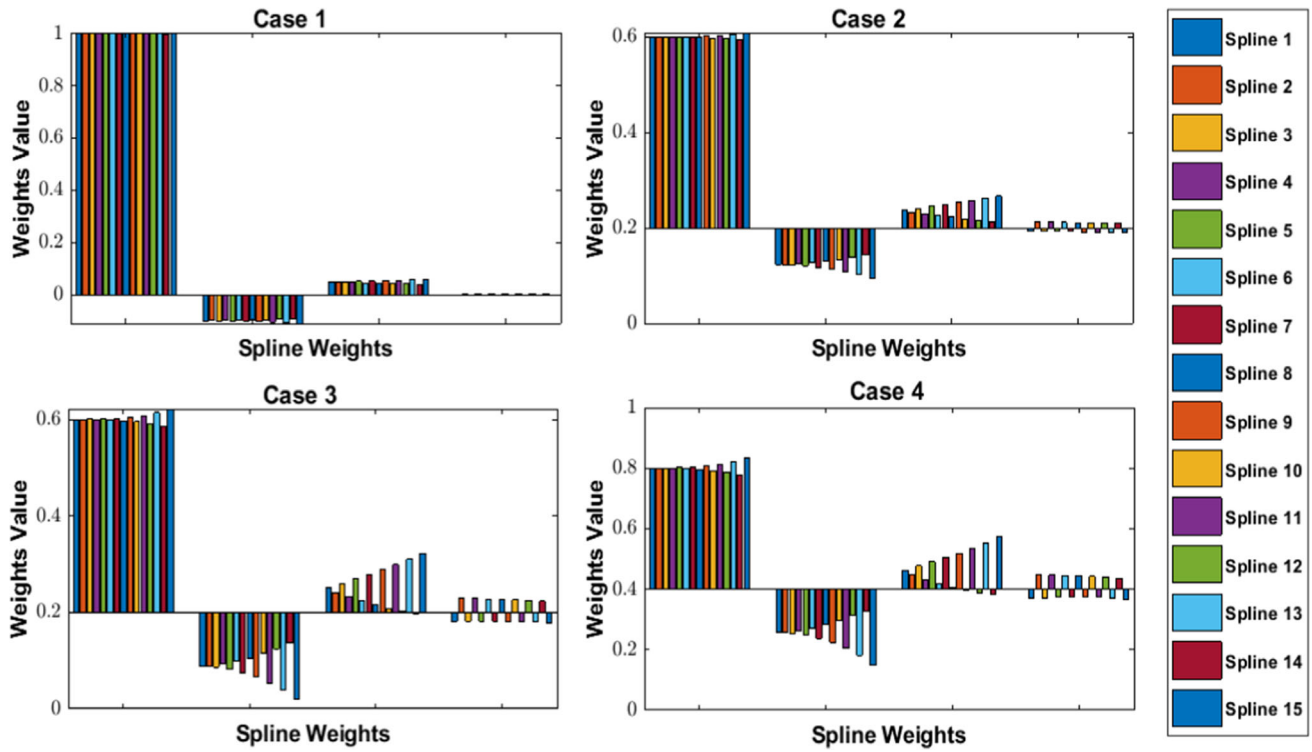 Case 1
Weights Value
1
0.8
0.6
0.4
0.2
0
Spline Weights
Case 2
Weights Value
0.6
0.4
0.2
0
Spline Weights
Case 3
Weights Value
0.6
0.4
0.2
0
Spline Weights
Case 4
Weights Value
1
0.8
0.6
0.4
0.2
0
Spline Weights
Spline 1
Spline 2
Spline 3
Spline 4
Spline 5
Spline 6
Spline 7
Spline 8
Spline 9
Spline 10
Spline 11
Spline 12
Spline 13
Spline 14
Spline 15